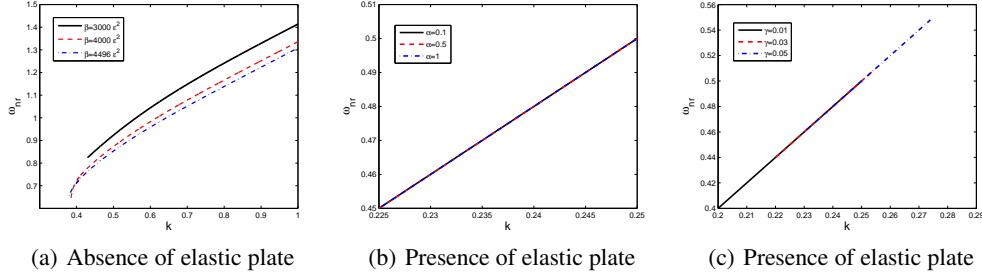 β=3000 ε²
β=4000 ε²
β=4496 ε²
ω_nr
1.5
1.4
1.3
1.2
1.1
1
0.9
0.8
0.7
0.4 0.5 0.6 0.7 0.8 0.9 1
k
(a) Absence of elastic plate
α=0.1
α=0.5
α=1
ω_nr
0.5
0.49
0.48
0.47
0.46
0.45
0.225 0.23 0.235 0.24 0.245 0.25
k
(b) Presence of elastic plate
γ=0.01
γ=0.03
γ=0.05
ω_nr
0.56
0.54
0.52
0.5
0.48
0.46
0.44
0.42
0.4
0.2 0.21 0.22 0.23 0.24 0.25 0.26 0.27 0.28 0.29
k
(c) Presence of elastic plate